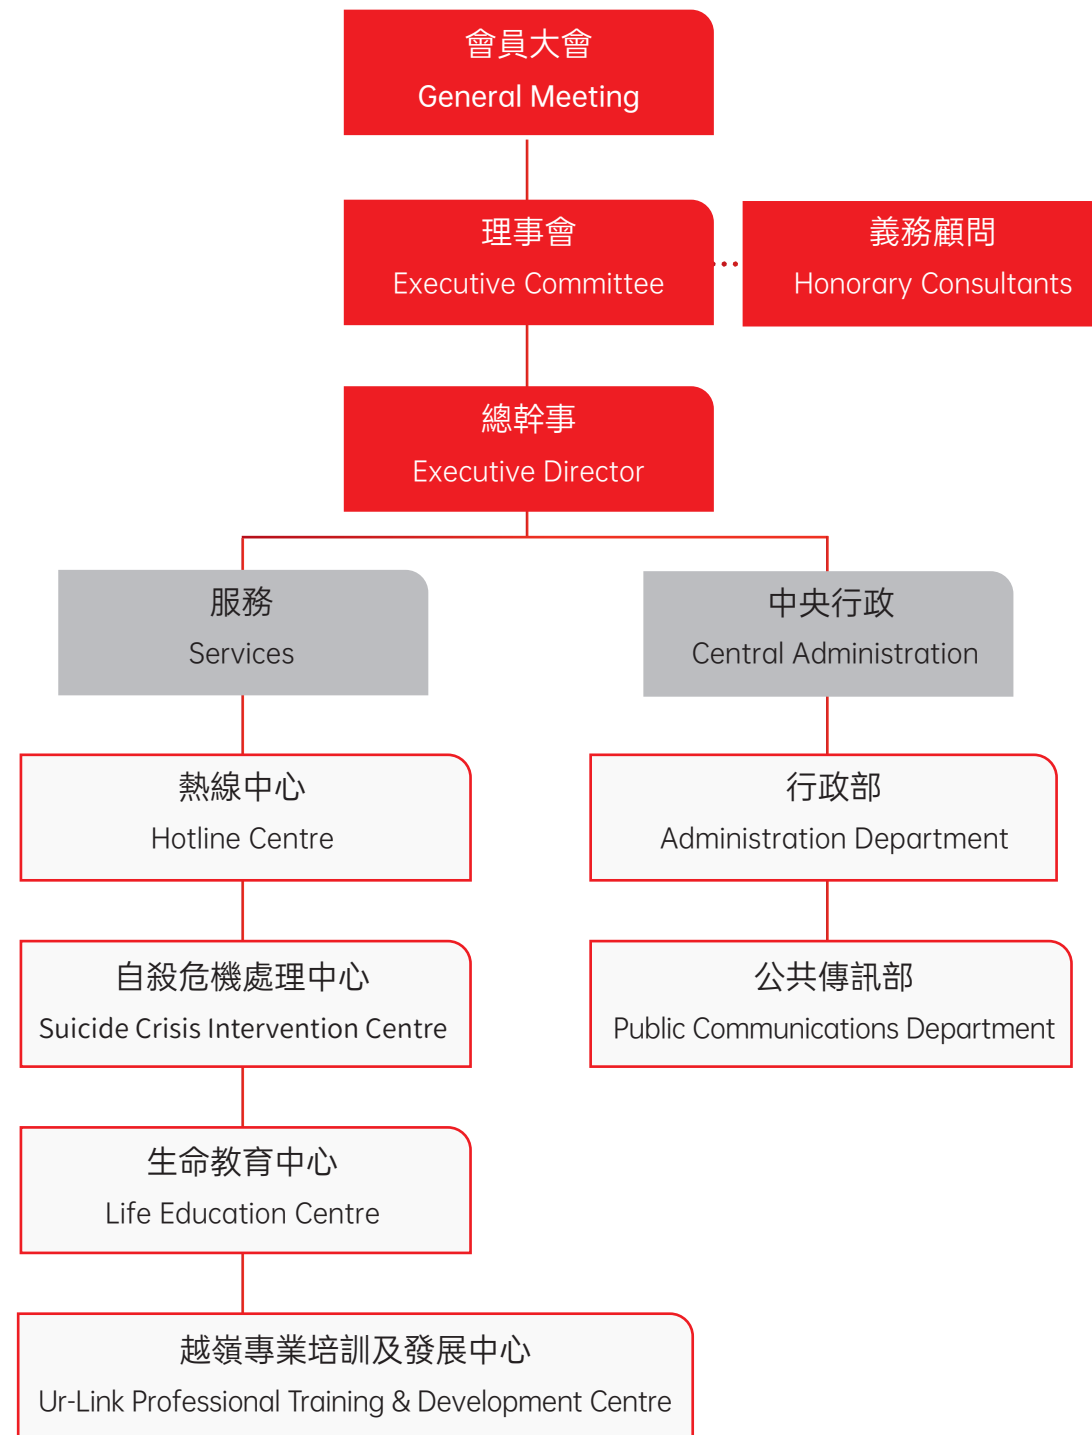 會員大會
General Meeting
理事會
Executive Committee
義務顧問
Honorary Consultants
總幹事
Executive Director
服務
Services
中央行政
Central Administration
熱線中心
Hotline Centre
行政部
Administration Department
自殺危機處理中心
Suicide Crisis Intervention Centre
公共傳訊部
Public Communications Department
生命教育中心
Life Education Centre
越嶺專業培訓及發展中心
Ur-Link Professional Training & Development Centre